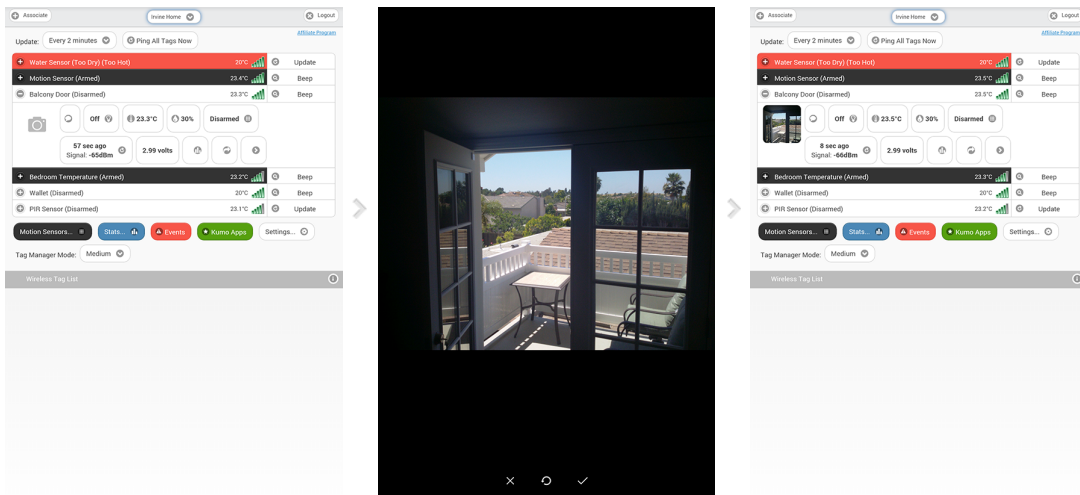 Associate Irvine Home Logout
Affiliate Program
Update: Every 2 minutes Ping All Tags Now
Water Sensor (Too Dry) (Too Hot) 20°C Update
Motion Sensor (Armed) 23.4°C Beep
Balcony Door (Disarmed) 23.3°C Beep
Off 23.3°C 30% Disarmed
57 sec ago
Signal: -65dBm 2.99 volts
Bedroom Temperature (Armed) 23.2°C Beep
Wallet (Disarmed) 20°C Beep
PIR Sensor (Disarmed) 23.1°C Update
Motion Sensors... Stats... Events Kumo Apps Settings...
Tag Manager Mode: Medium
Wireless Tag List
Associate Irvine Home Logout
Affiliate Program
Update: Every 2 minutes Ping All Tags Now
Water Sensor (Too Dry) (Too Hot) 20°C Update
Motion Sensor (Armed) 23.5°C Beep
Balcony Door (Disarmed) 23.5°C Beep
Off 23.5°C 30% Disarmed
8 sec ago
Signal: -66dBm 2.99 volts
Bedroom Temperature (Armed) 23.3°C Beep
Wallet (Disarmed) 20°C Beep
PIR Sensor (Disarmed) 23.2°C Update
Motion Sensors... Stats... Events Kumo Apps Settings...
Tag Manager Mode: Medium
Wireless Tag List